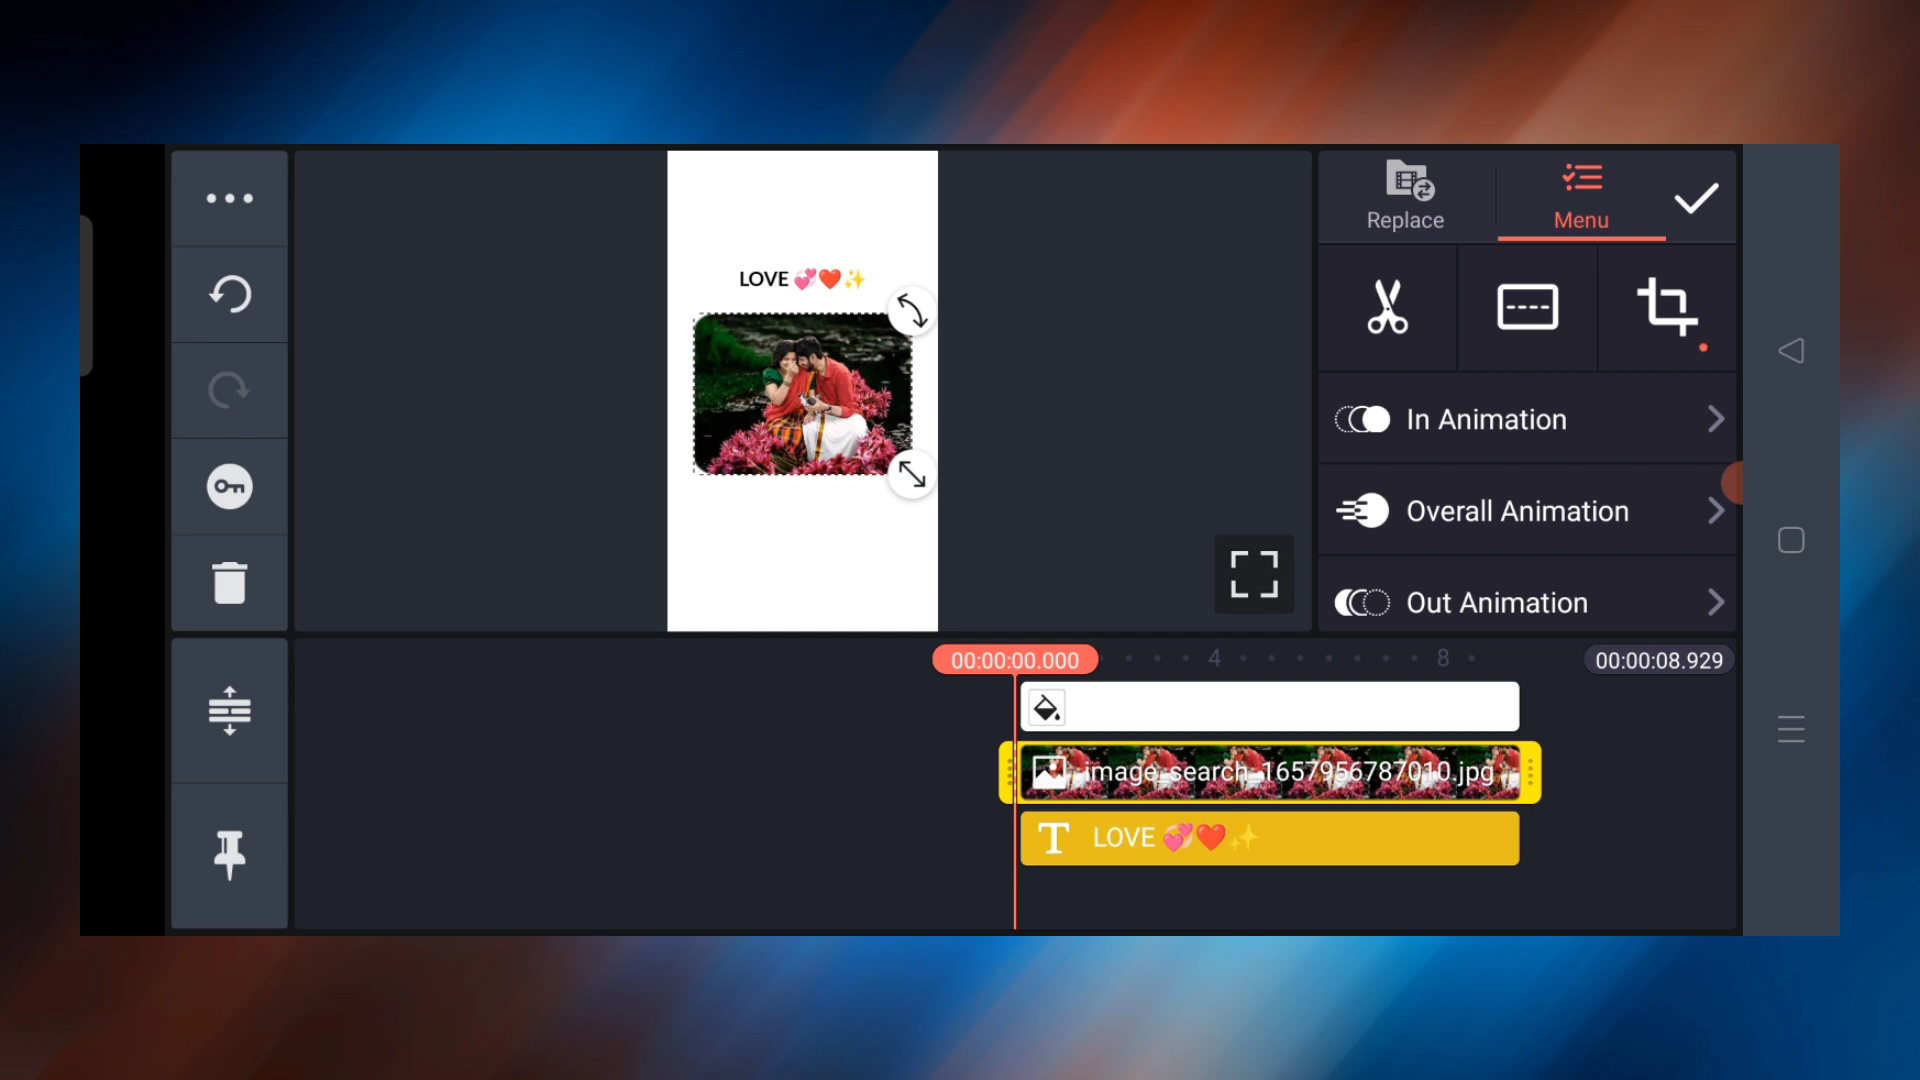 Replace
Menu
LOVE 💞❤️✨
In Animation
Overall Animation
Out Animation
00:00:00.000
4
8
00:00:08.929
image_search_1657956787010.jpg
T LOVE 💞❤️✨